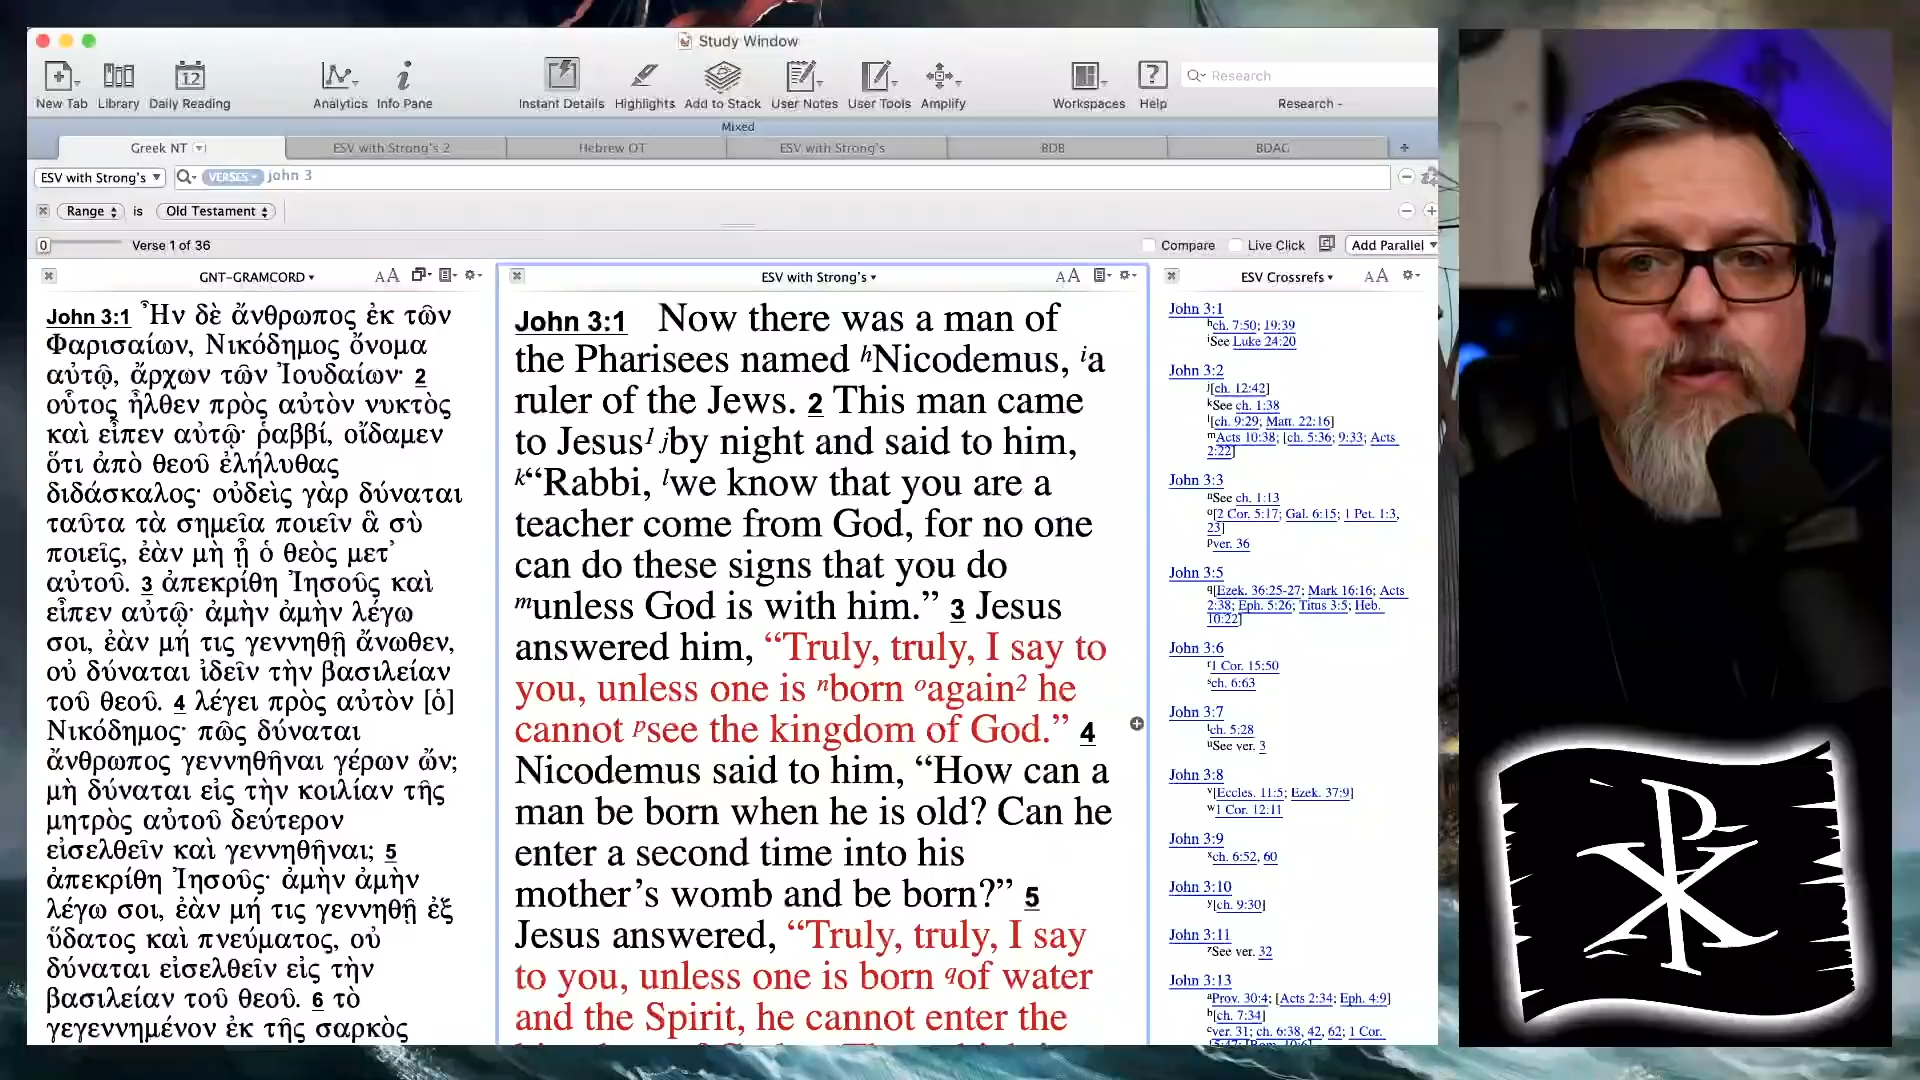 Study Window
New Tab Library Daily Reading Analytics Info Pane Instant Details Highlights Add to Stack User Notes User Tools Amplify Workspaces Help Research
12
Research
Mixed
Greek NT ESV with Strong's 2 Hebrew OT ESV with Strong's BDB BDAG
ESV with Strong's VERSES john 3
Range is Old Testament
0 Verse 1 of 36 Compare Live Click Add Parallel
GNT-GRAMCORD AA
John 3:1 Ἦν δὲ ἄνθρωπος ἐκ τῶν
Φαρισαίων, Νικόδημος ὄνομα
αὐτῷ, ἄρχων τῶν Ἰουδαίων· 2
οὗτος ἦλθεν πρὸς αὐτὸν νυκτὸς
καὶ εἶπεν αὐτῷ· ῥαββί, οἴδαμεν
ὅτι ἀπὸ θεοῦ ἐλήλυθας
διδάσκαλος· οὐδεὶς γὰρ δύναται
ταῦτα τὰ σημεῖα ποιεῖν ἃ σὺ
ποιεῖς, ἐὰν μὴ ᾖ ὁ θεὸς μετ’
αὐτοῦ. 3 ἀπεκρίθη Ἰησοῦς καὶ
εἶπεν αὐτῷ· ἀμὴν ἀμὴν λέγω
σοι, ἐὰν μή τις γεννηθῇ ἄνωθεν,
οὐ δύναται ἰδεῖν τὴν βασιλείαν
τοῦ θεοῦ. 4 λέγει πρὸς αὐτὸν [ὁ]
Νικόδημος· πῶς δύναται
ἄνθρωπος γεννηθῆναι γέρων ὤν;
μὴ δύναται εἰς τὴν κοιλίαν τῆς
μητρὸς αὐτοῦ δεύτερον
εἰσελθεῖν καὶ γεννηθῆναι; 5
ἀπεκρίθη Ἰησοῦς· ἀμὴν ἀμὴν
λέγω σοι, ἐὰν μή τις γεννηθῇ ἐξ
ὕδατος καὶ πνεύματος, οὐ
δύναται εἰσελθεῖν εἰς τὴν
βασιλείαν τοῦ θεοῦ. 6 τὸ
γεγεννημένον ἐκ τῆς σαρκὸς
ESV with Strong's AA
John 3:1 Now there was a man of
the Pharisees named hNicodemus, ia
ruler of the Jews. 2 This man came
to Jesus1 jby night and said to him,
k“Rabbi, lwe know that you are a
teacher come from God, for no one
can do these signs that you do
munless God is with him.” 3 Jesus
answered him, “Truly, truly, I say to
you, unless one is nborn oagain2 he
cannot psee the kingdom of God.” 4
Nicodemus said to him, “How can a
man be born when he is old? Can he
enter a second time into his
mother’s womb and be born?” 5
Jesus answered, “Truly, truly, I say
to you, unless one is born qof water
and the Spirit, he cannot enter the
ESV Crossrefs AA
John 3:1
hch. 7:50; 19:39
iSee Luke 24:20
John 3:2
j[ch. 12:42]
kSee ch. 1:38
l[ch. 9:29; Matt. 22:16]
mActs 10:38; [ch. 5:36; 9:33; Acts
2:22]
John 3:3
nSee ch. 1:13
o[2 Cor. 5:17; Gal. 6:15; 1 Pet. 1:3,
23]
pver. 36
John 3:5
q[Ezek. 36:25-27; Mark 16:16; Acts
2:38; Eph. 5:26; Titus 3:5; Heb.
10:22]
John 3:6
r1 Cor. 15:50
sch. 6:63
John 3:7
tch. 5:28
uSee ver. 3
John 3:8
v[Eccles. 11:5; Ezek. 37:9]
w1 Cor. 12:11
John 3:9
xch. 6:52, 60
John 3:10
y[ch. 9:30]
John 3:11
zSee ver. 32
John 3:13
aProv. 30:4; [Acts 2:34; Eph. 4:9]
b[ch. 7:34]
cver. 31; ch. 6:38, 42, 62; 1 Cor.